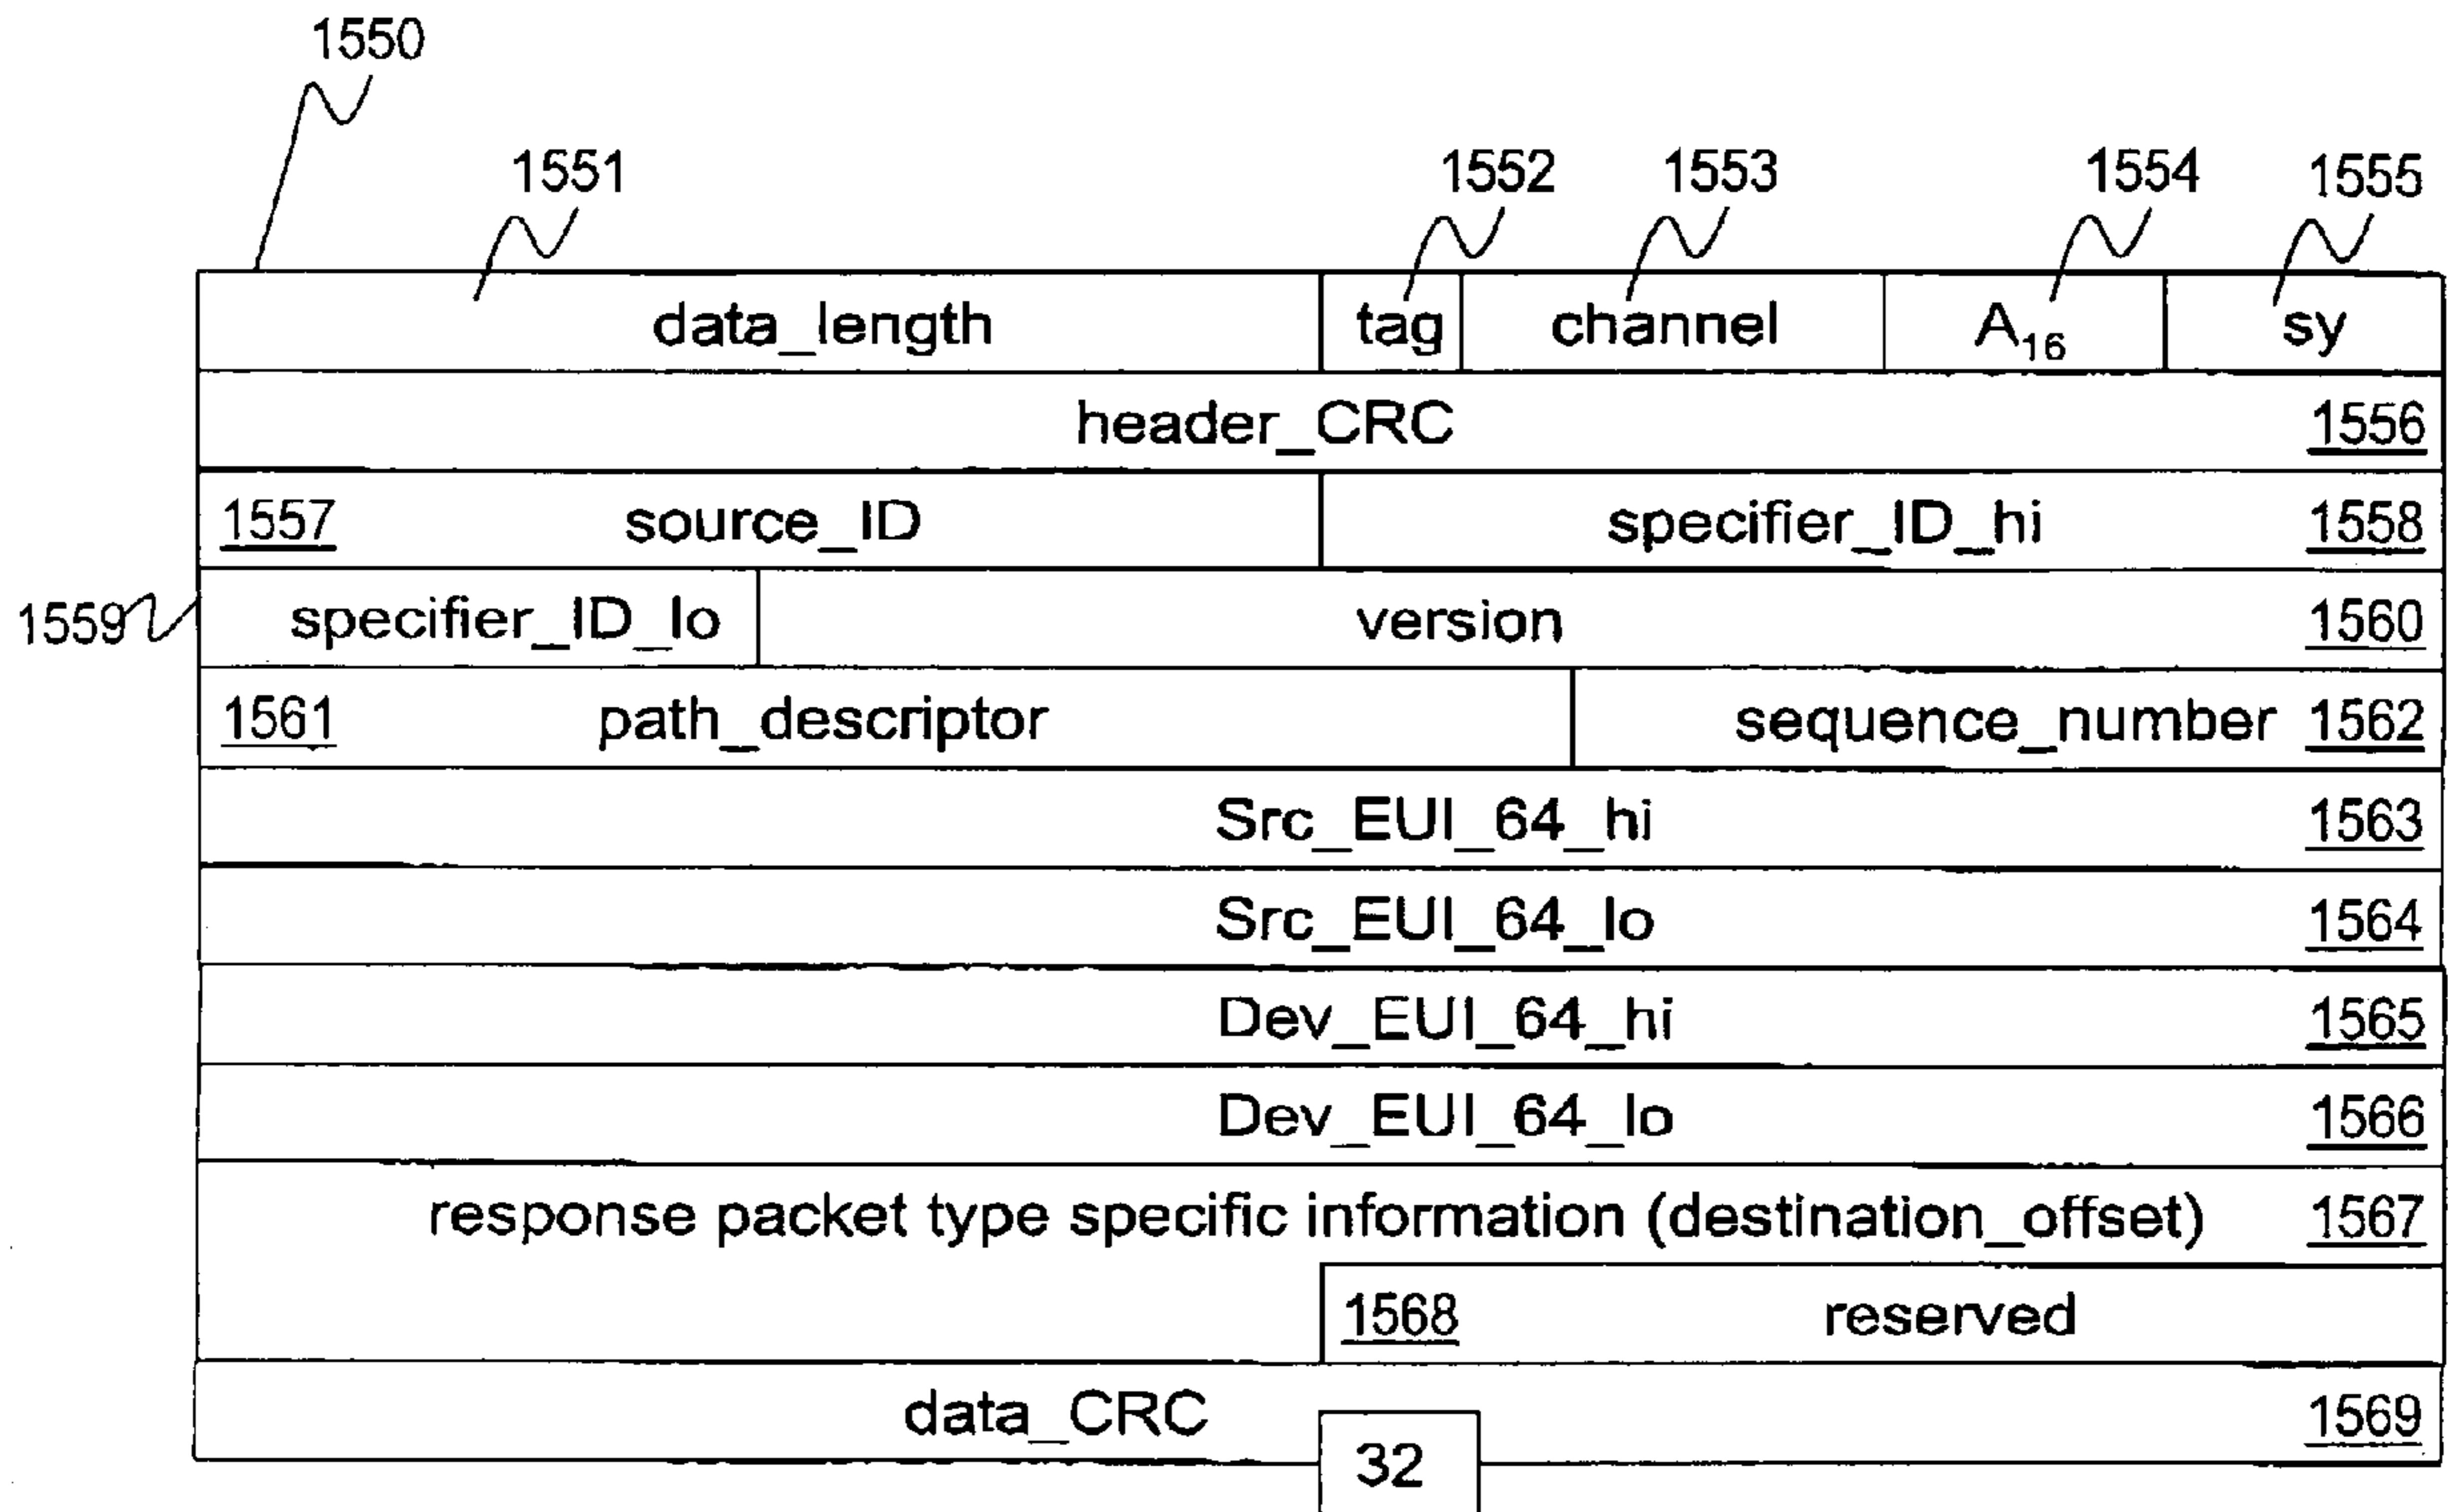 1550
1551 1552 1553 1554 1555
data_length tag channel A₁₆ sy
header_CRC 1556
1557 source_ID specifier_ID_hi 1558
1559 specifier_ID_lo version 1560
1561 path_descriptor sequence_number 1562
Src_EUI_64_hi 1563
Src_EUI_64_lo 1564
Dev_EUI_64_hi 1565
Dev_EUI_64_lo 1566
response packet type specific information (destination_offset) 1567
1568 reserved
data_CRC 1569
32